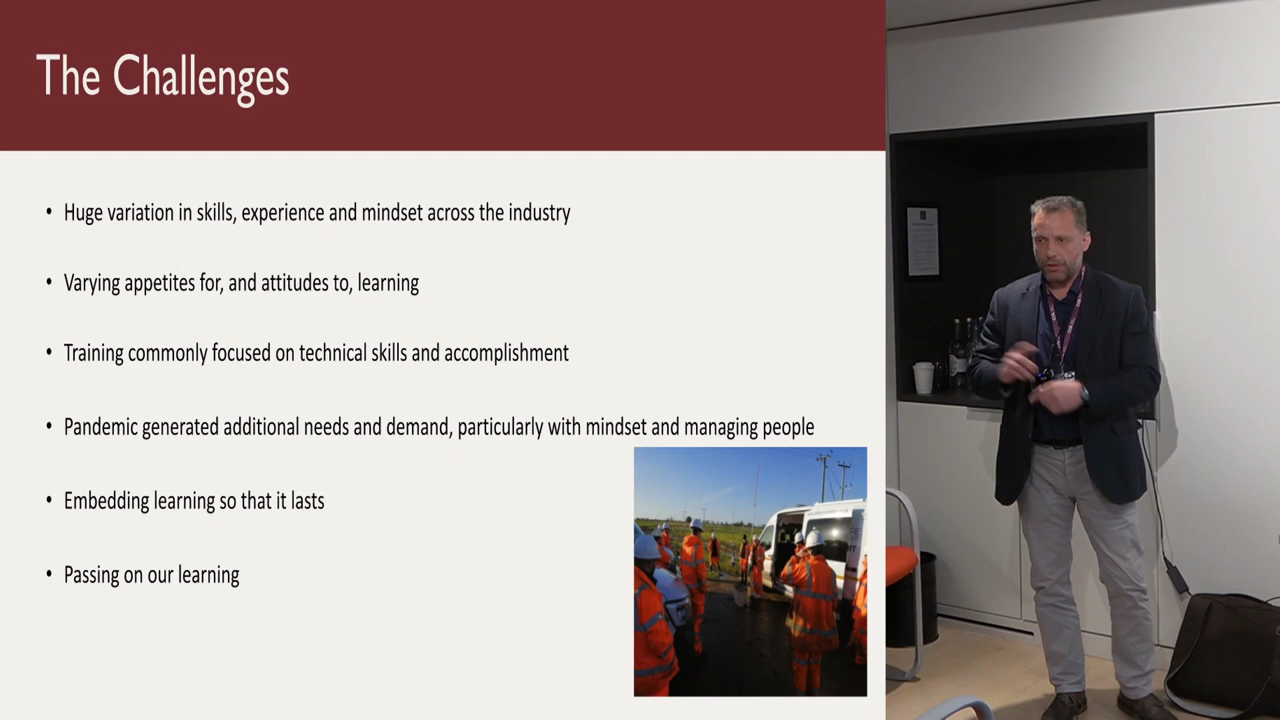 The Challenges
• Huge variation in skills, experience and mindset across the industry
• Varying appetites for, and attitudes to, learning
• Training commonly focused on technical skills and accomplishment
• Pandemic generated additional needs and demand, particularly with mindset and managing people
• Embedding learning so that it lasts
• Passing on our learning